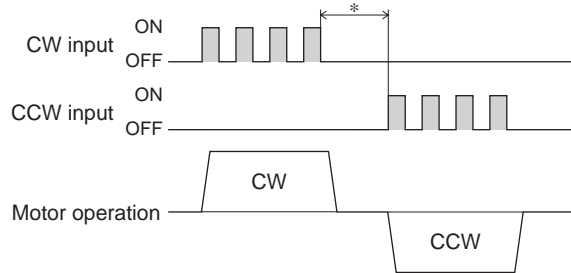 ON
*
CW input
OFF
ON
CCW input
OFF
CW
Motor operation
CCW